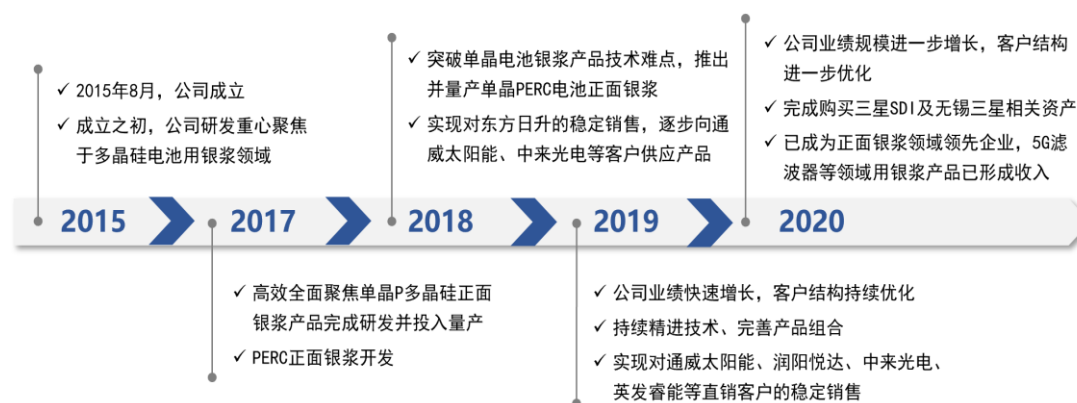 ✓ 2015年8月，公司成立
✓ 成立之初，公司研发重心聚焦
于多晶硅电池用银浆领域
✓ 突破单晶电池银浆产品技术难点，推出
并量产单晶PERC电池正面银浆
✓ 实现对东方日升的稳定销售，逐步向通
威太阳能、中来光电等客户供应产品
✓ 公司业绩规模进一步增长，客户结构
进一步优化
✓ 完成购买三星SDI及无锡三星相关资产
✓ 已成为正面银浆领域领先企业，5G滤
波器等领域用银浆产品已形成收入
2015 2017 2018 2019 2020
✓ 高效全面聚焦单晶P多晶硅正面
银浆产品完成研发并投入量产
✓ PERC正面银浆开发
✓ 公司业绩快速增长，客户结构持续优化
✓ 持续精进技术、完善产品组合
✓ 实现对通威太阳能、润阳悦达、中来光电、
英发睿能等直销客户的稳定销售